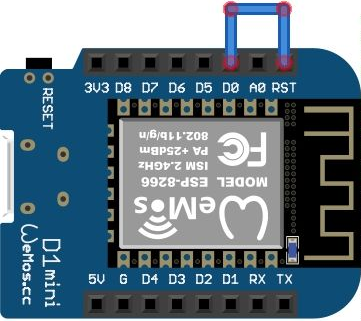 3V3 D8 D7 D6 D5 D0 A0 RST
RESET
WeMos
MODEL ESP-8266
ISM 2.4GHz
PA +25dBm
802.11b/g/n
FC
5V G D4 D3 D2 D1 RX TX
D1 mini
WeMos.cc